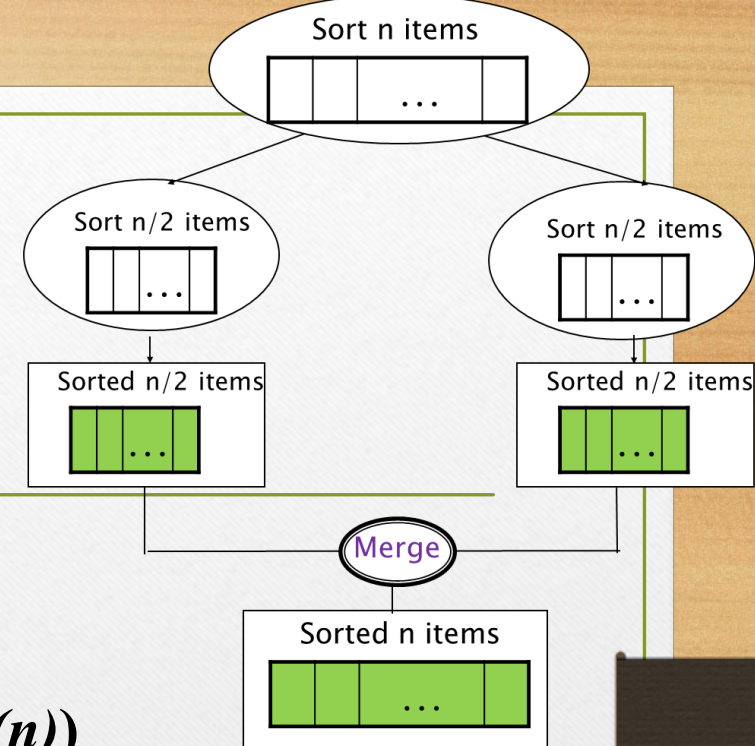 Sort n items
...
Sort n/2 items
...
Sort n/2 items
...
Sorted n/2 items
...
Sorted n/2 items
...
Merge
Sorted n items
...
(n))